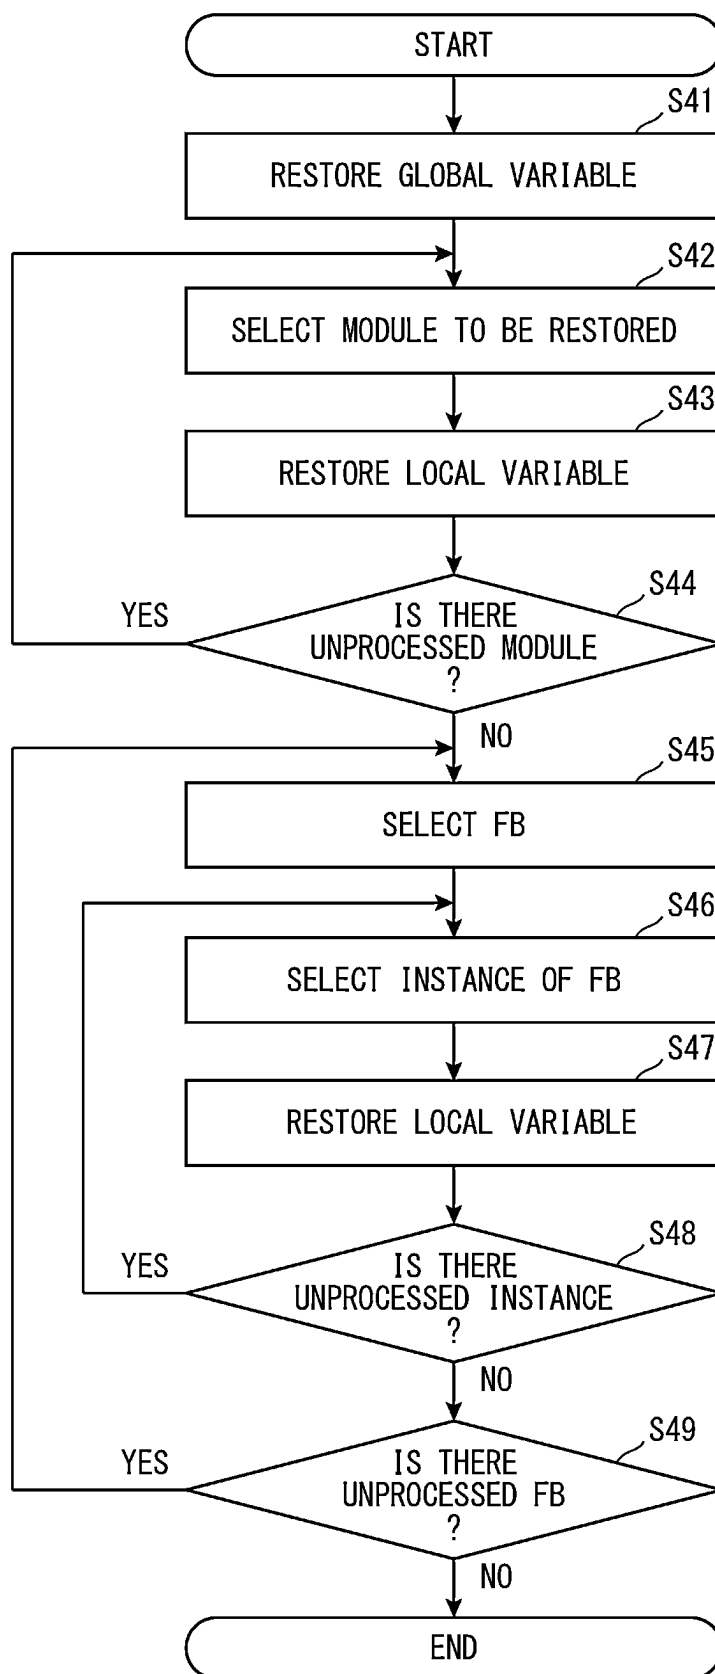 START
S41
RESTORE GLOBAL VARIABLE
S42
SELECT MODULE TO BE RESTORED
S43
RESTORE LOCAL VARIABLE
S44
YES
IS THERE
UNPROCESSED MODULE
?
NO
S45
SELECT FB
S46
SELECT INSTANCE OF FB
S47
RESTORE LOCAL VARIABLE
S48
YES
IS THERE
UNPROCESSED INSTANCE
?
NO
S49
YES
IS THERE
UNPROCESSED FB
?
NO
END